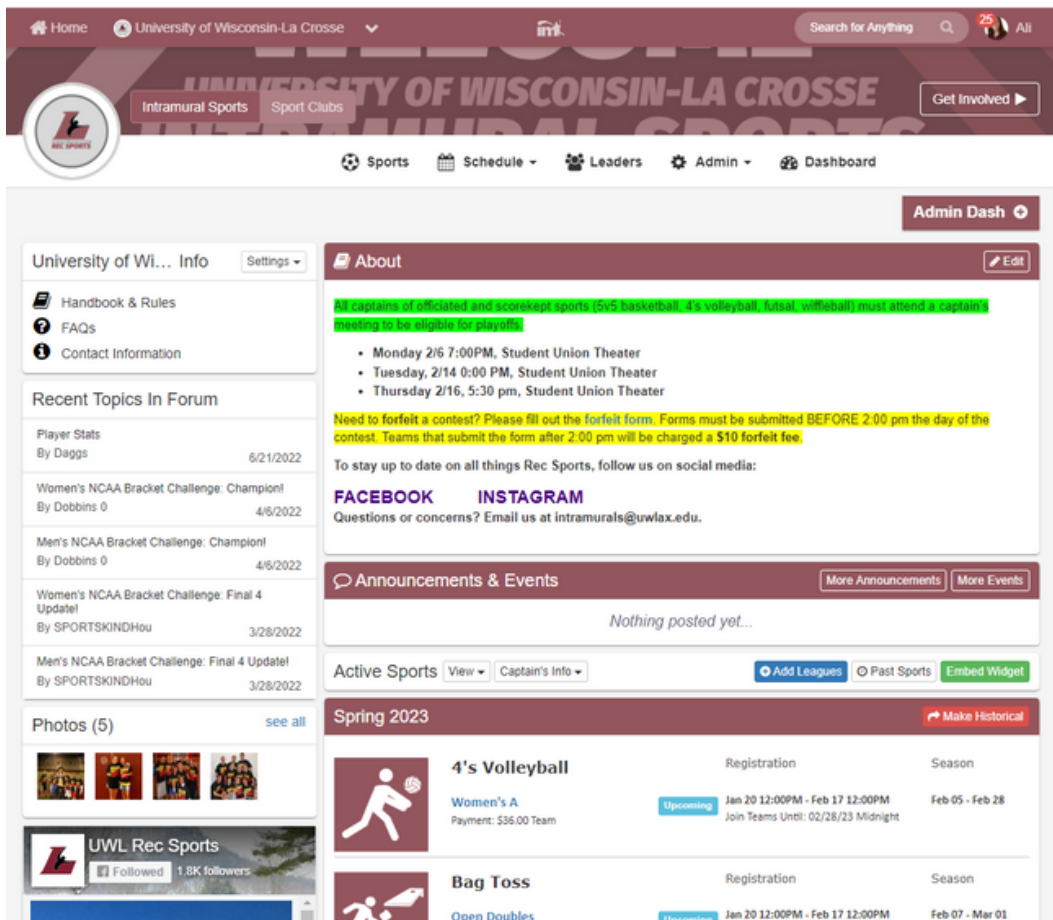 Home
University of Wisconsin-La Crosse
im
Search for Anything
25
Ali
WELCOME
UNIVERSITY OF WISCONSIN-LA CROSSE
INTRAMURAL SPORTS
REC SPORTS
Intramural Sports
Sport Clubs
Get Involved
Sports
Schedule
Leaders
Admin
Dashboard
Admin Dash
University of Wi... Info
Settings
Handbook & Rules
FAQs
Contact Information
Recent Topics In Forum
Player Stats
By Daggs
6/21/2022
Women's NCAA Bracket Challenge: Champion!
By Dobbins 0
4/6/2022
Men's NCAA Bracket Challenge: Champion!
By Dobbins 0
4/6/2022
Women's NCAA Bracket Challenge: Final 4
Update!
By SPORTSKINDHou
3/28/2022
Men's NCAA Bracket Challenge: Final 4 Update!
By SPORTSKINDHou
3/28/2022
Photos (5)
see all
UWL Rec Sports
Followed
1.8K followers
About
Edit
All captains of officiated and scorekept sports (5v5 basketball, 4's volleyball, futsal, wiffleball) must attend a captain's
meeting to be eligible for playoffs.
• Monday 2/6 7:00PM, Student Union Theater
• Tuesday, 2/14 0:00 PM, Student Union Theater
• Thursday 2/16, 5:30 pm, Student Union Theater
Need to forfeit a contest? Please fill out the forfeit form. Forms must be submitted BEFORE 2:00 pm the day of the
contest. Teams that submit the form after 2:00 pm will be charged a $10 forfeit fee.
To stay up to date on all things Rec Sports, follow us on social media:
FACEBOOK INSTAGRAM
Questions or concerns? Email us at intramurals@uwlax.edu.
Announcements & Events
More Announcements
More Events
Nothing posted yet...
Active Sports
View
Captain's Info
Add Leagues
Past Sports
Embed Widget
Spring 2023
Make Historical
4's Volleyball
Registration
Season
Women's A
Payment: $36.00 Team
Upcoming
Jan 20 12:00PM - Feb 17 12:00PM
Join Teams Until: 02/28/23 Midnight
Feb 05 - Feb 28
Bag Toss
Registration
Season
Open Doubles
Upcoming
Jan 20 12:00PM - Feb 17 12:00PM
Feb 07 - Mar 01